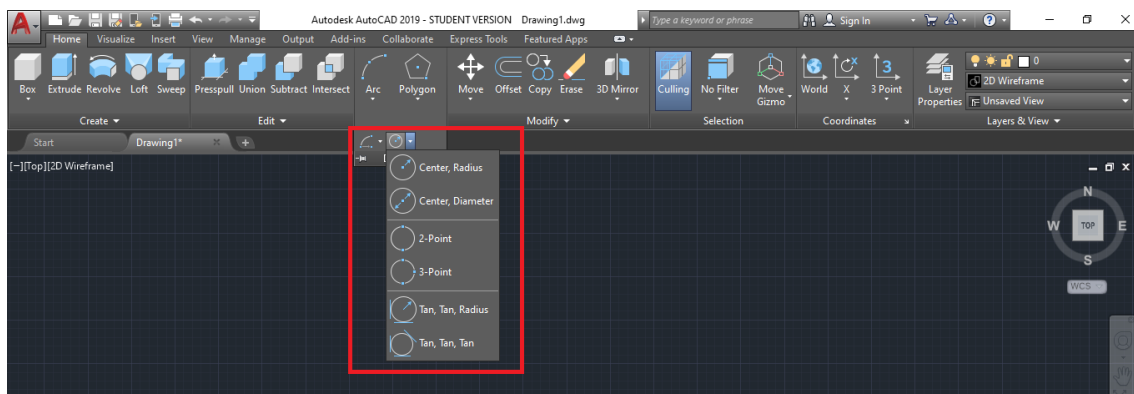 Autodesk AutoCAD 2019 - STUDENT VERSION Drawing1.dwg Type a keyword or phrase Sign In
Home Visualize Insert View Manage Output Add-ins Collaborate Express Tools Featured Apps
0
2D Wireframe
Unsaved View
Box Extrude Revolve Loft Sweep Presspull Union Subtract Intersect Arc Polygon Move Offset Copy Erase 3D Mirror Culling No Filter Move Gizmo World X 3 Point Layer Properties
Create Edit Modify Selection Coordinates Layers & View
Start Drawing1* +
[−][Top][2D Wireframe]
Center, Radius
Center, Diameter
2-Point
3-Point
Tan, Tan, Radius
Tan, Tan, Tan
N
W TOP E
S
WCS